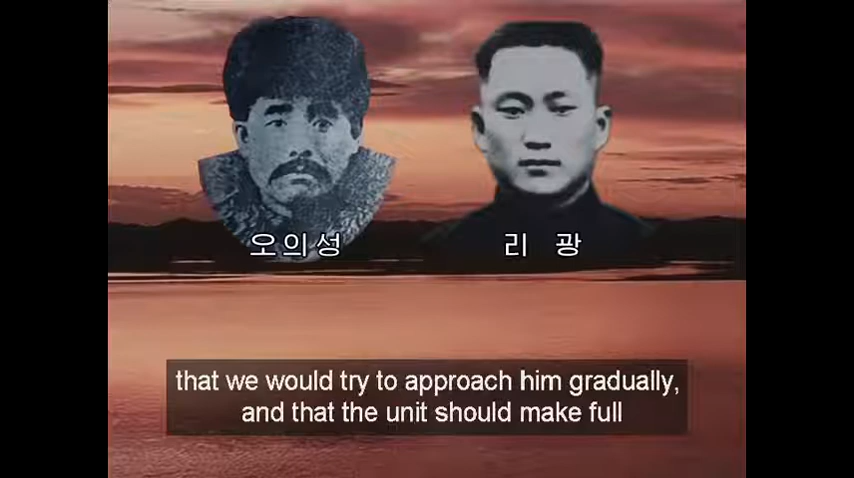 오의성
리 광
that we would try to approach him gradually,
and that the unit should make full